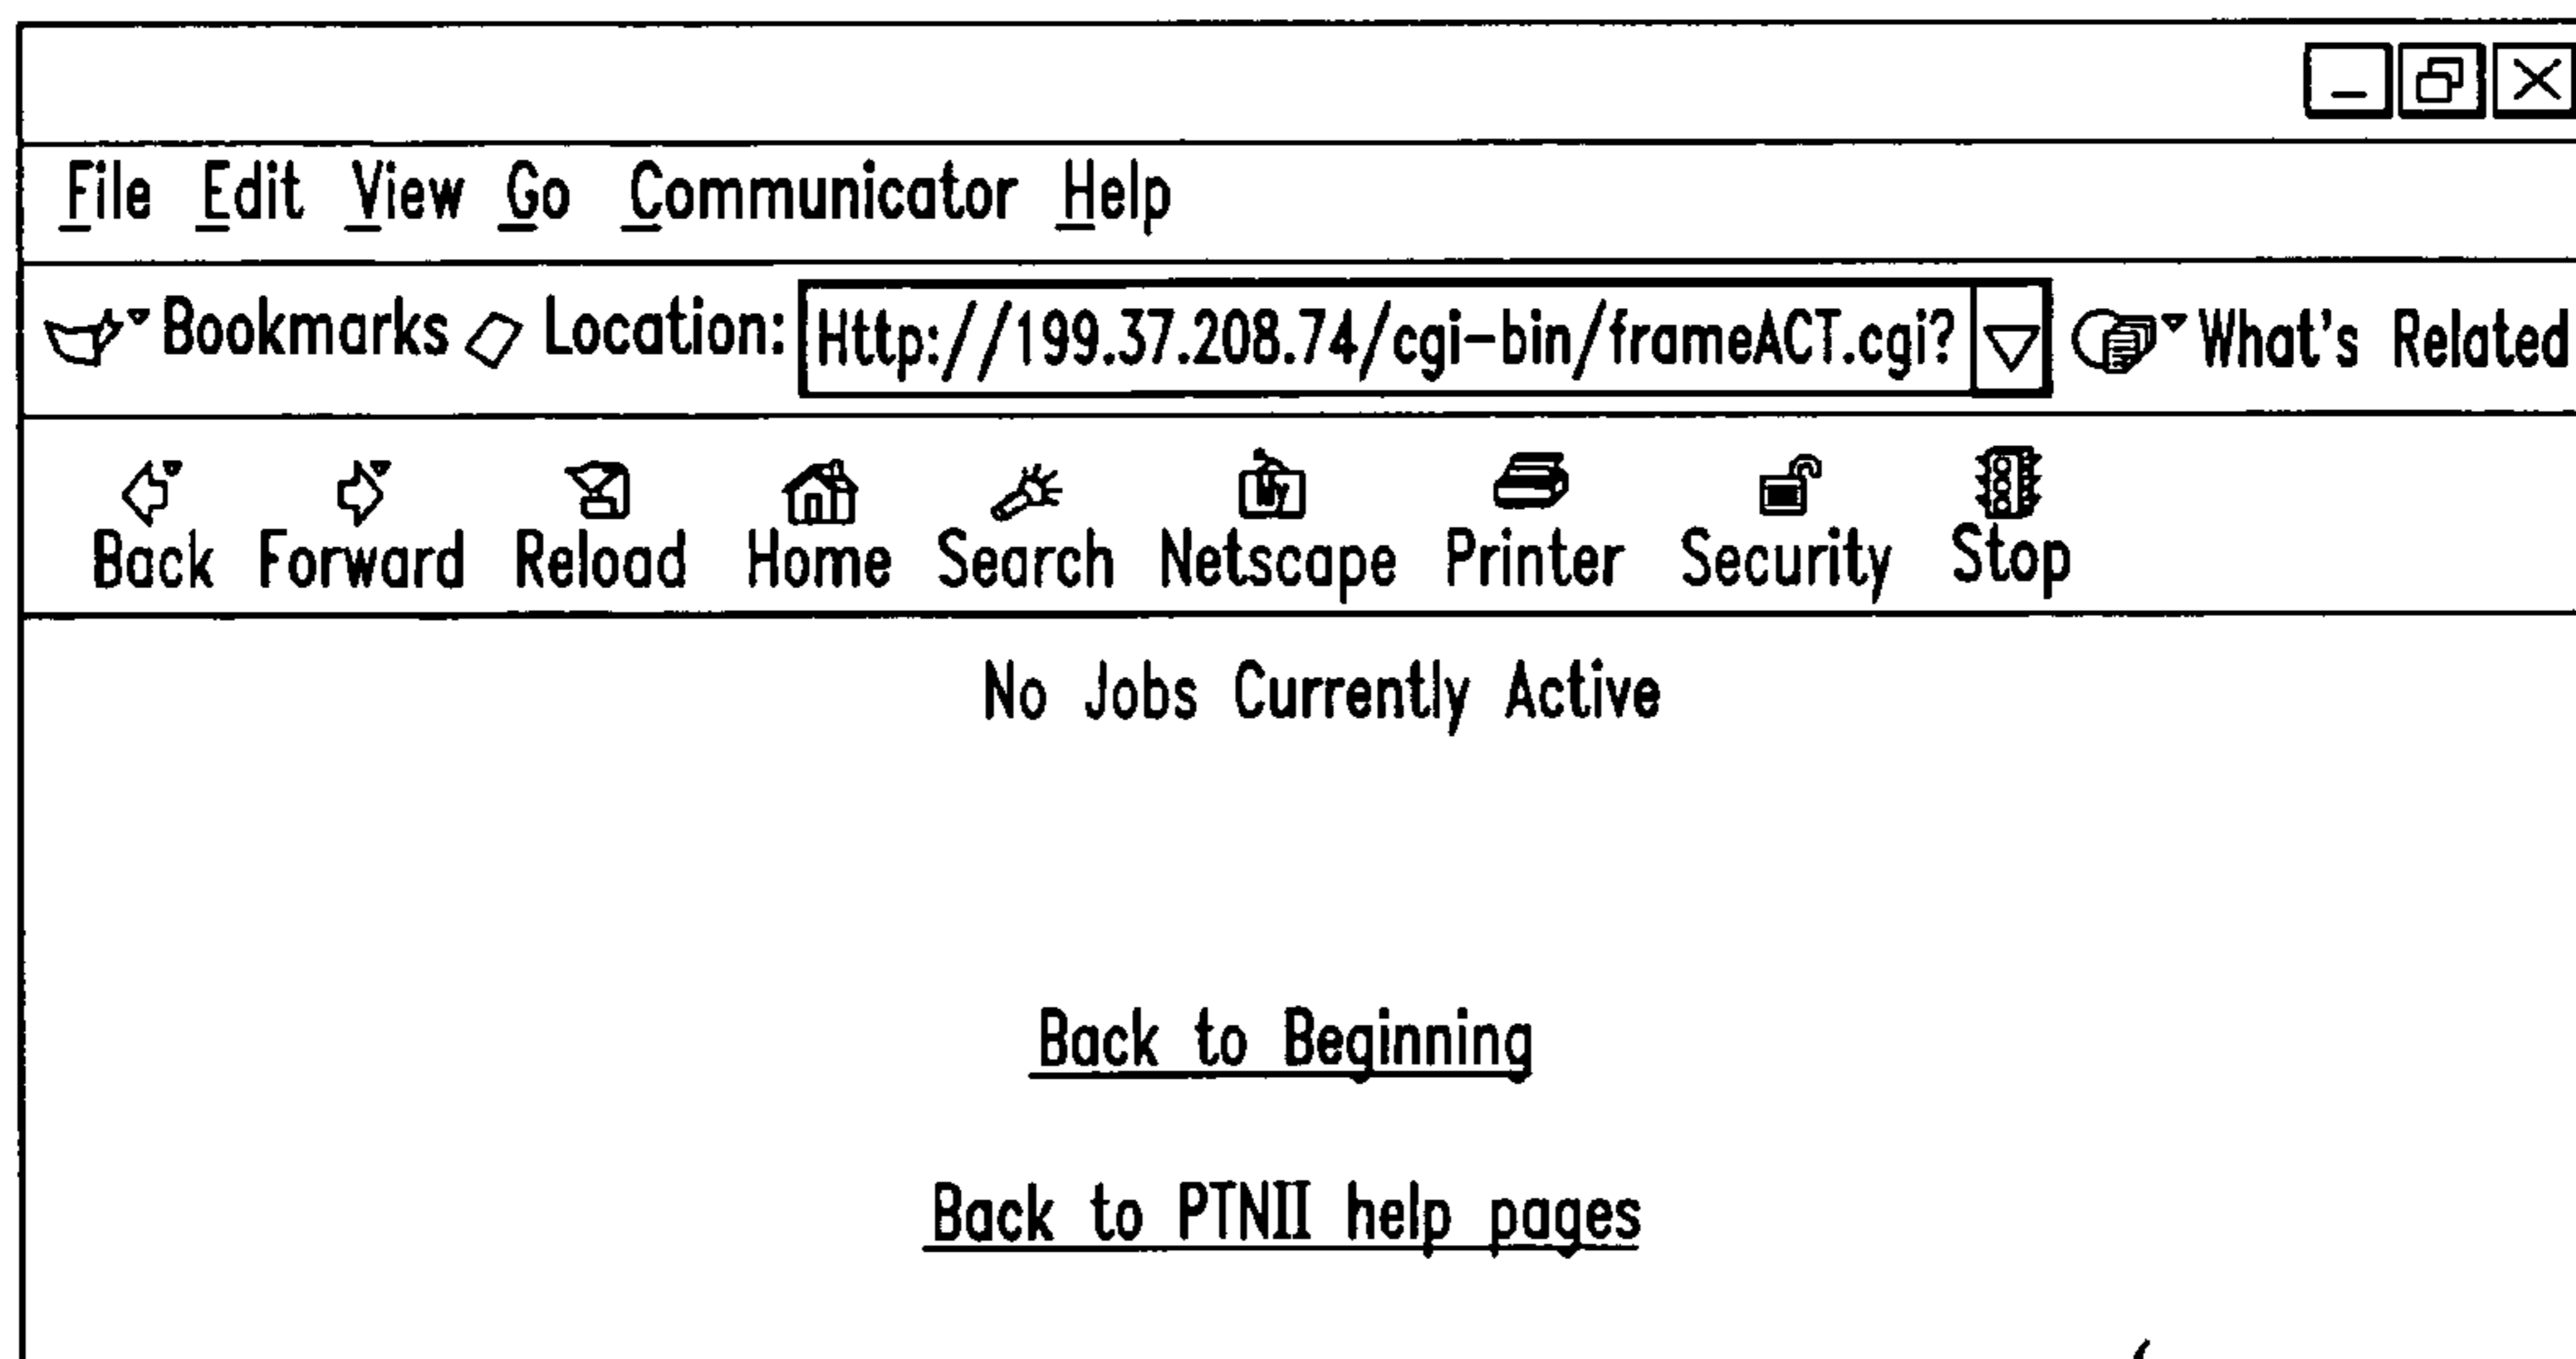 File Edit View Go Communicator Help
Bookmarks Location: Http://199.37.208.74/cgi-bin/frameACT.cgi? What's Related
Back Forward Reload Home Search Netscape Printer Security Stop
No Jobs Currently Active
Back to Beginning
Back to PTNII help pages